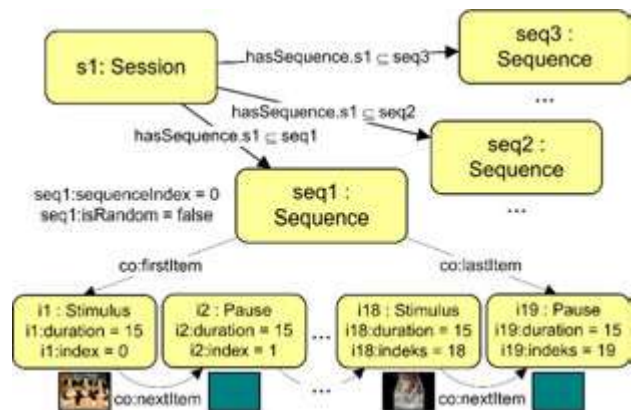 seq3 :
Sequence
...
s1: Session
hasSequence.s1 ⊆ seq3
hasSequence.s1 ⊆ seq2
hasSequence.s1 ⊆ seq1
seq2 :
Sequence
...
seq1:sequenceIndex = 0
seq1:isRandom = false
seq1 :
Sequence
co:firstItem
co:lastItem
i1 : Stimulus
i1:duration = 15
i1:index = 0
i2 : Pause
i2:duration = 15
i2:index = 1
...
i18 : Stimulus
i18:duration = 15
i18:indeks = 18
i19 : Pause
i19:duration = 15
i19:indeks = 19
co:nextItem
...
co:nextItem